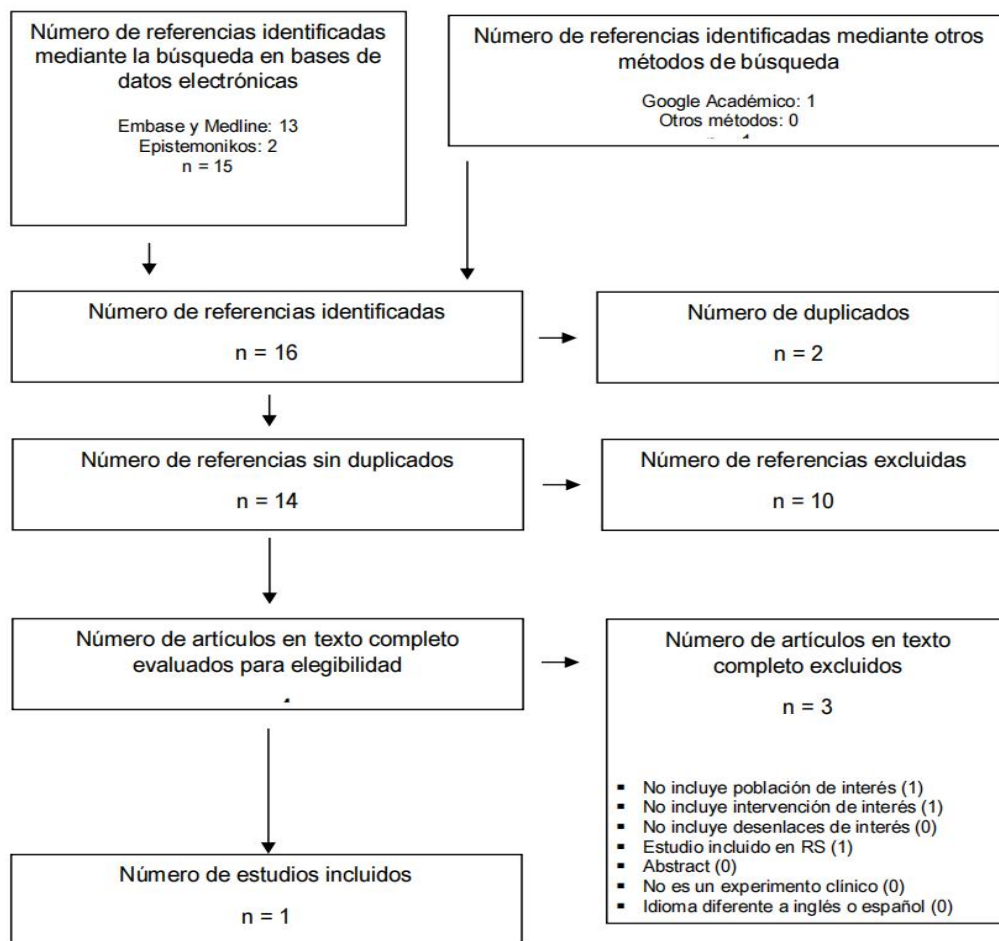 Número de referencias identificadas
mediante la búsqueda en bases de
datos electrónicas
Embase y Medline: 13
Epistemonikos: 2
n = 15
Número de referencias identificadas mediante otros
métodos de búsqueda
Google Académico: 1
Otros métodos: 0
Número de referencias identificadas
n = 16
Número de duplicados
n = 2
Número de referencias sin duplicados
n = 14
Número de referencias excluidas
n = 10
Número de artículos en texto completo
evaluados para elegibilidad
Número de artículos en texto
completo excluidos
n = 3
▪ No incluye población de interés (1)
▪ No incluye intervención de interés (1)
▪ No incluye desenlaces de interés (0)
▪ Estudio incluido en RS (1)
▪ Abstract (0)
▪ No es un experimento clínico (0)
▪ Idioma diferente a inglés o español (0)
Número de estudios incluidos
n = 1